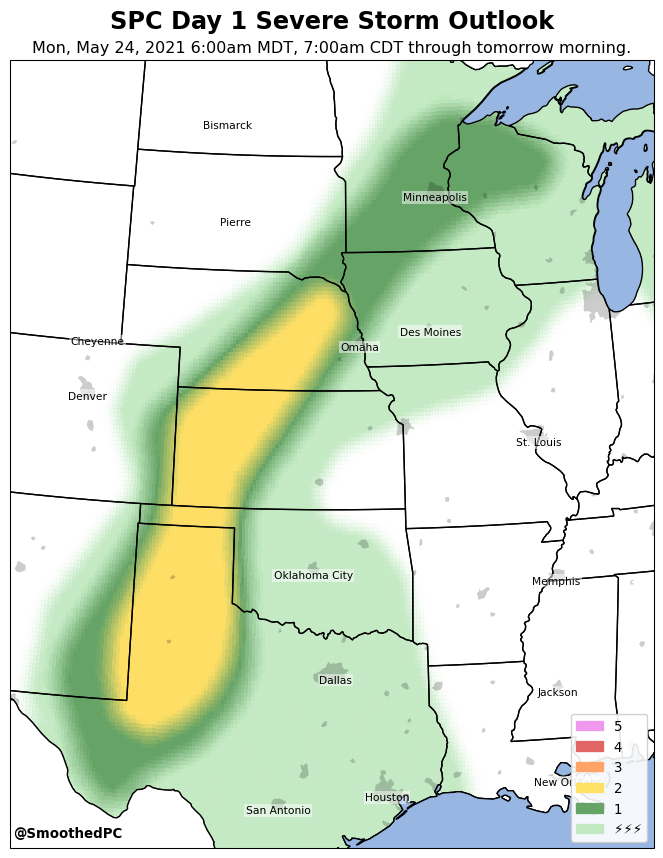 SPC Day 1 Severe Storm Outlook
Mon, May 24, 2021 6:00am MDT, 7:00am CDT through tomorrow morning.
Bismarck
Minneapolis
Pierre
Des Moines
Cheyenne
Omaha
Denver
St. Louis
Oklahoma City
Memphis
Dallas
Jackson
New Or
Houston
San Antonio
5
4
3
2
1
⚡⚡⚡
@SmoothedPC